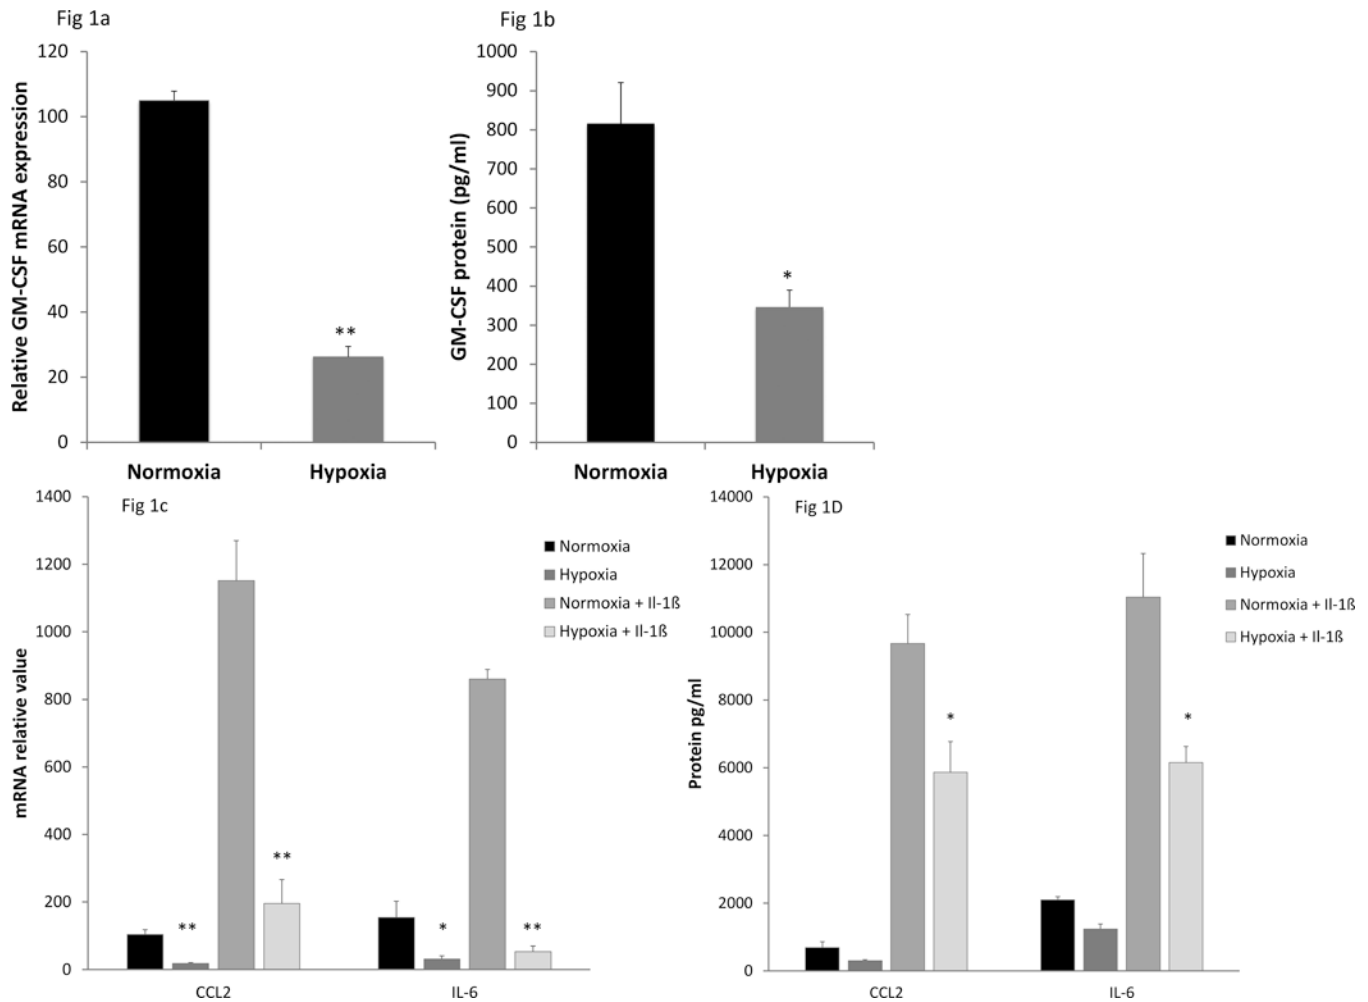 Fig 1a
Relative GM-CSF mRNA expression
120
100
80
60
40
20
0
**
Normoxia
Hypoxia
Fig 1b
GM-CSF protein (pg/ml)
1000
900
800
700
600
500
400
300
200
100
0
*
Normoxia
Hypoxia
Fig 1c
mRNA relative value
1400
1200
1000
800
600
400
200
0
**
**
*
**
CCL2
IL-6
Normoxia
Hypoxia
Normoxia + Il-1ß
Hypoxia + Il-1ß
Fig 1D
Protein pg/ml
14000
12000
10000
8000
6000
4000
2000
0
*
*
CCL2
IL-6
Normoxia
Hypoxia
Normoxia + Il-1ß
Hypoxia + Il-1ß